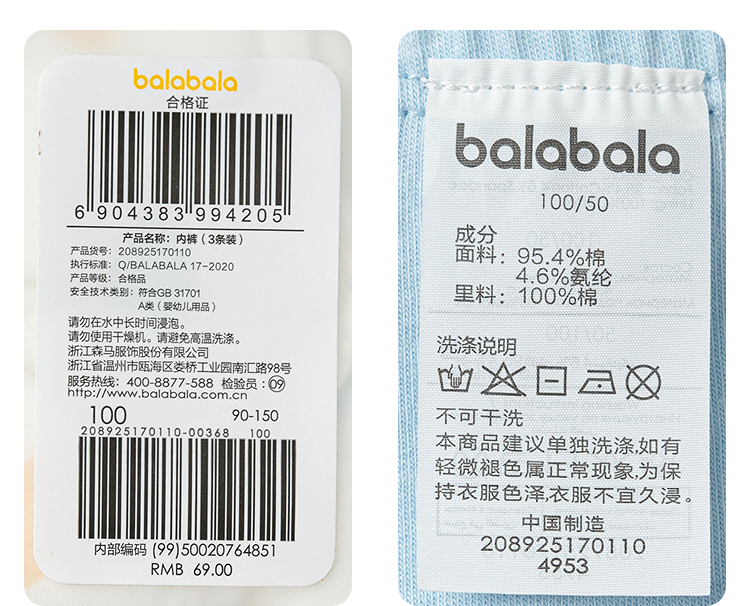 balabala
合格证
6 904383 994205
产品名称：内裤（3条装）
产品货号：208925170110
执行标准：Q/BALABALA 17-2020
产品等级：合格品
安全技术类别：符合GB 31701
A类（婴幼儿用品）
请勿在水中长时间浸泡。
请勿使用干燥机。请避免高温洗涤。
浙江森马服饰股份有限公司
浙江省温州市瓯海区娄桥工业园南汇路98号
服务热线：400-8877-588 检验员：09
http://www.balabala.com.cn
100 90-150
208925170110-00368 100
内部编码 (99)50020764851
RMB 69.00
balabala
100/50
成分
面料：95.4%棉
4.6%氨纶
里料：100%棉
洗涤说明
不可干洗
本商品建议单独洗涤,如有
轻微褪色属正常现象,为保
持衣服色泽,衣服不宜久浸。
中国制造
208925170110
4953